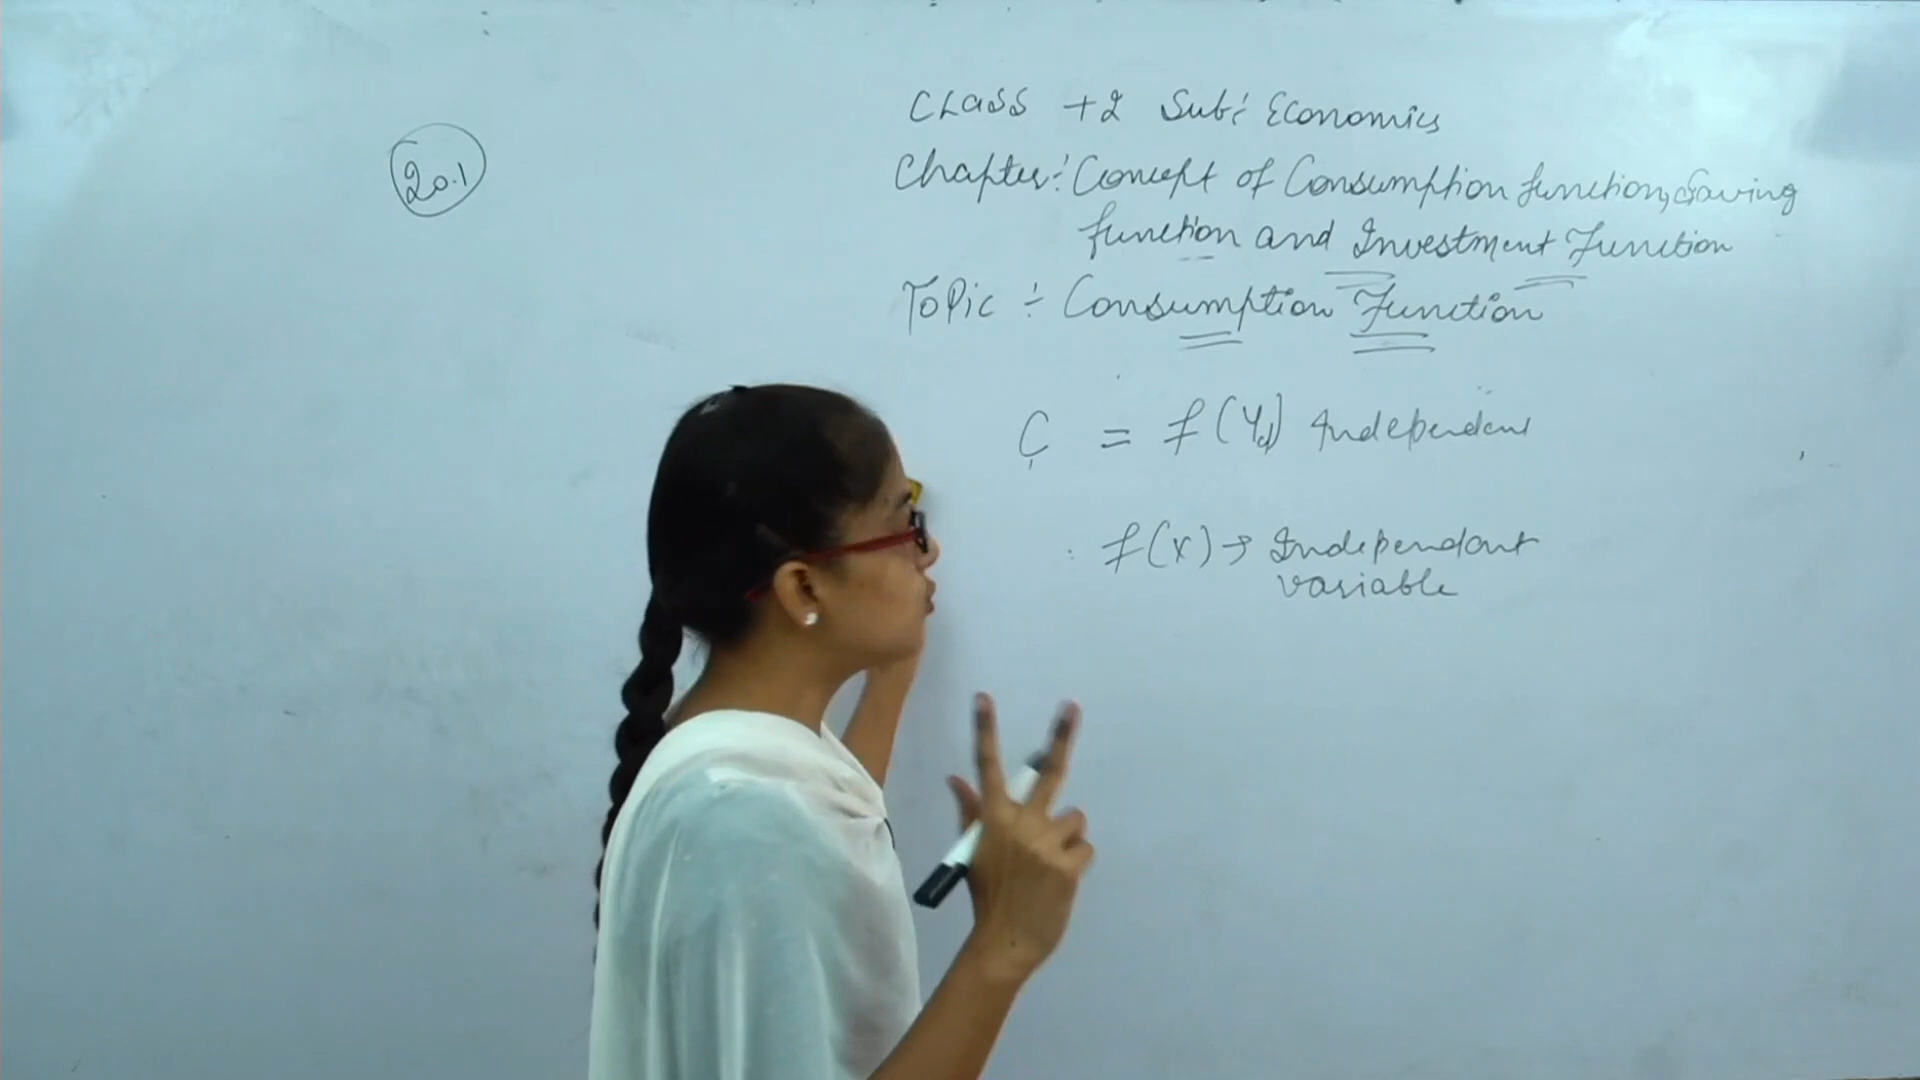 20.1
Class +2 Sub: Economics
Chapter: Concept of Consumption function, Saving
function and Investment Function
Topic ÷ Consumption Function
C = f(Yd) Independent
f(x) → Independant
variable